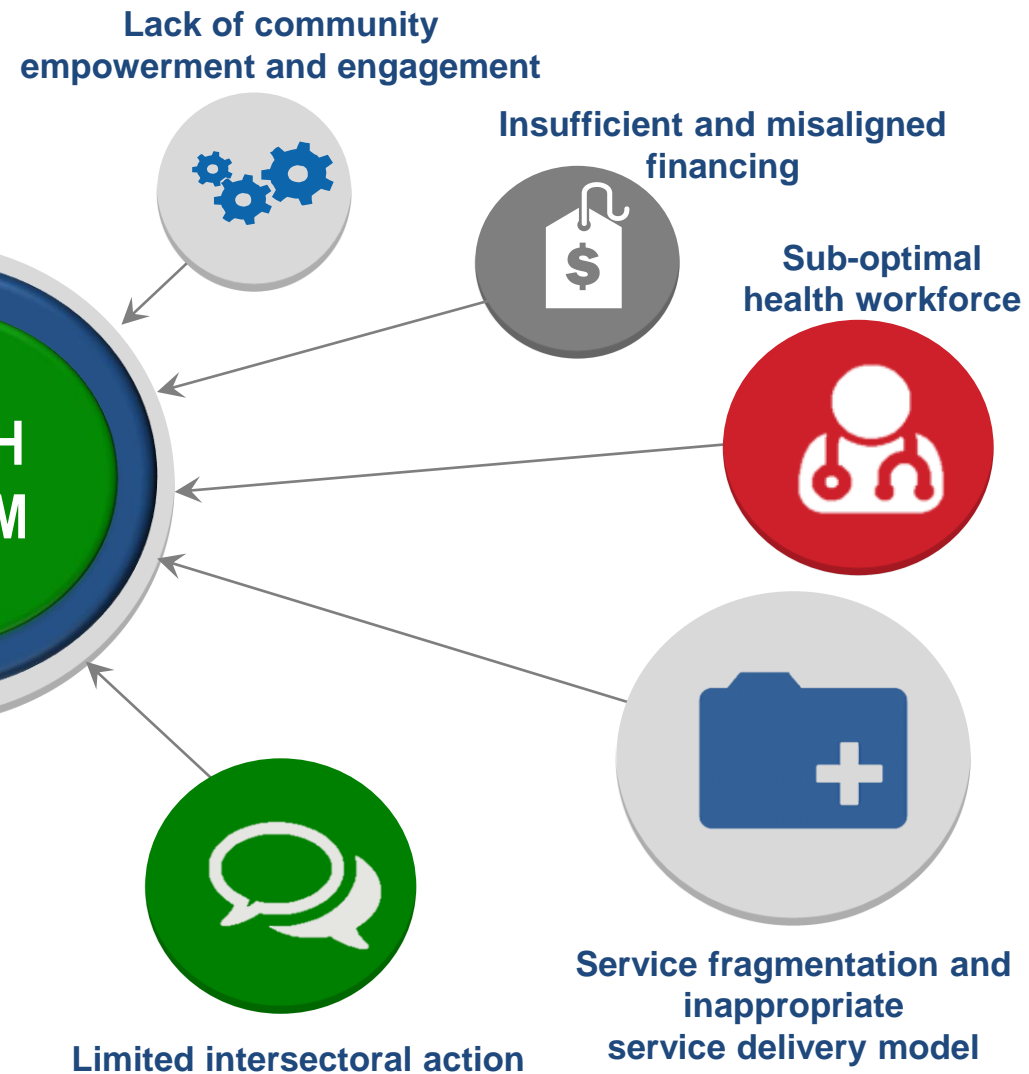 Lack of community
empowerment and engagement
Insufficient and misaligned
financing
$
Sub-optimal
health workforce
H
M
Service fragmentation and
inappropriate
service delivery model
Limited intersectoral action